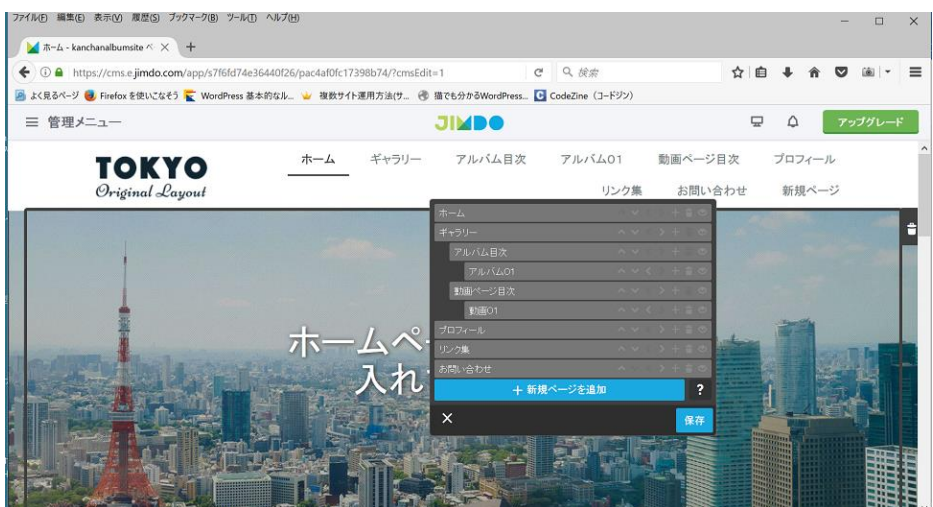 ファイル(F) 編集(E) 表示(V) 履歴(S) ブックマーク(B) ツール(T) ヘルプ(H)
ホーム - kanchanalbumsite ペ
https://cms.e.jimdo.com/app/s7f6fd74e36440f26/pac4af0fc17398b74/?cmsEdit=1
検索
よく見るページ Firefox を使いこなそう WordPress 基本的なル... 複数サイト運用方法(サ... 猫でも分かるWordPress... CodeZine（コードジン）
管理メニュー
JIMDO
アップグレード
TOKYO
Original Layout
ホーム ギャラリー アルバム目次 アルバム01 動画ページ目次 プロフィール
リンク集 お問い合わせ 新規ページ
ホーム
ギャラリー
アルバム目次
アルバム01
動画ページ目次
動画01
プロフィール
リンク集
お問い合わせ
＋ 新規ページを追加 ?
保存
ホームペ
入れ